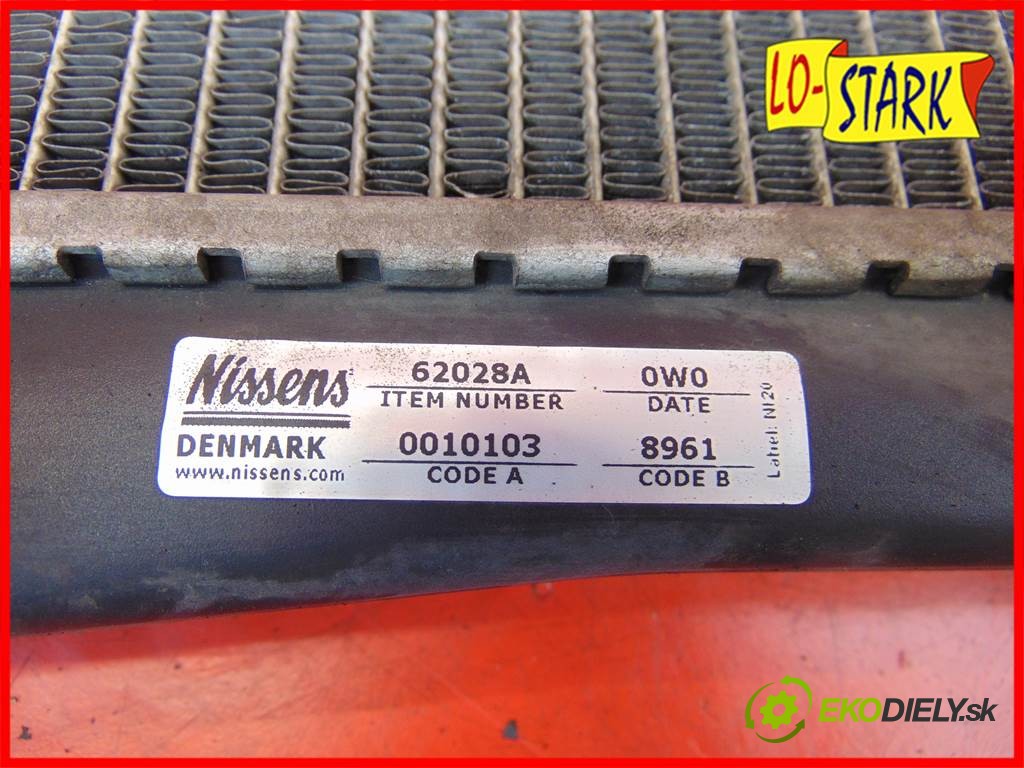 LO-STARK
Nissens
DENMARK
www.nissens.com
62028A
ITEM NUMBER
0010103
CODE A
0W0
DATE
8961
CODE B
Label: NI20
EKODIELY.sk